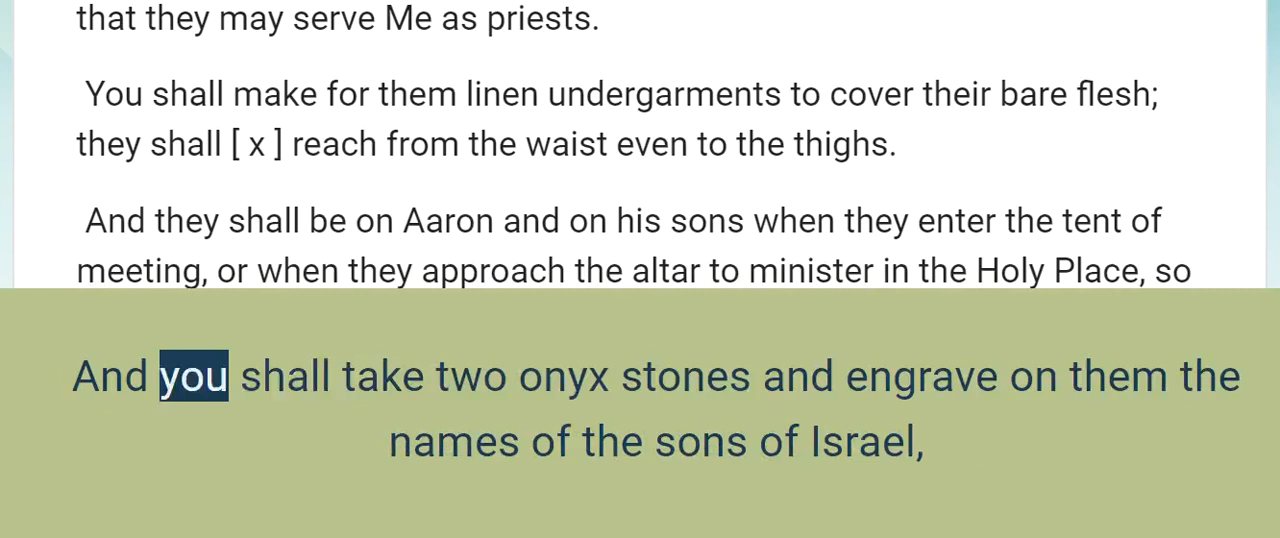 that they may serve Me as priests.
You shall make for them linen undergarments to cover their bare flesh;
they shall [ x ] reach from the waist even to the thighs.
And they shall be on Aaron and on his sons when they enter the tent of
meeting, or when they approach the altar to minister in the Holy Place, so
And you shall take two onyx stones and engrave on them the
names of the sons of Israel,